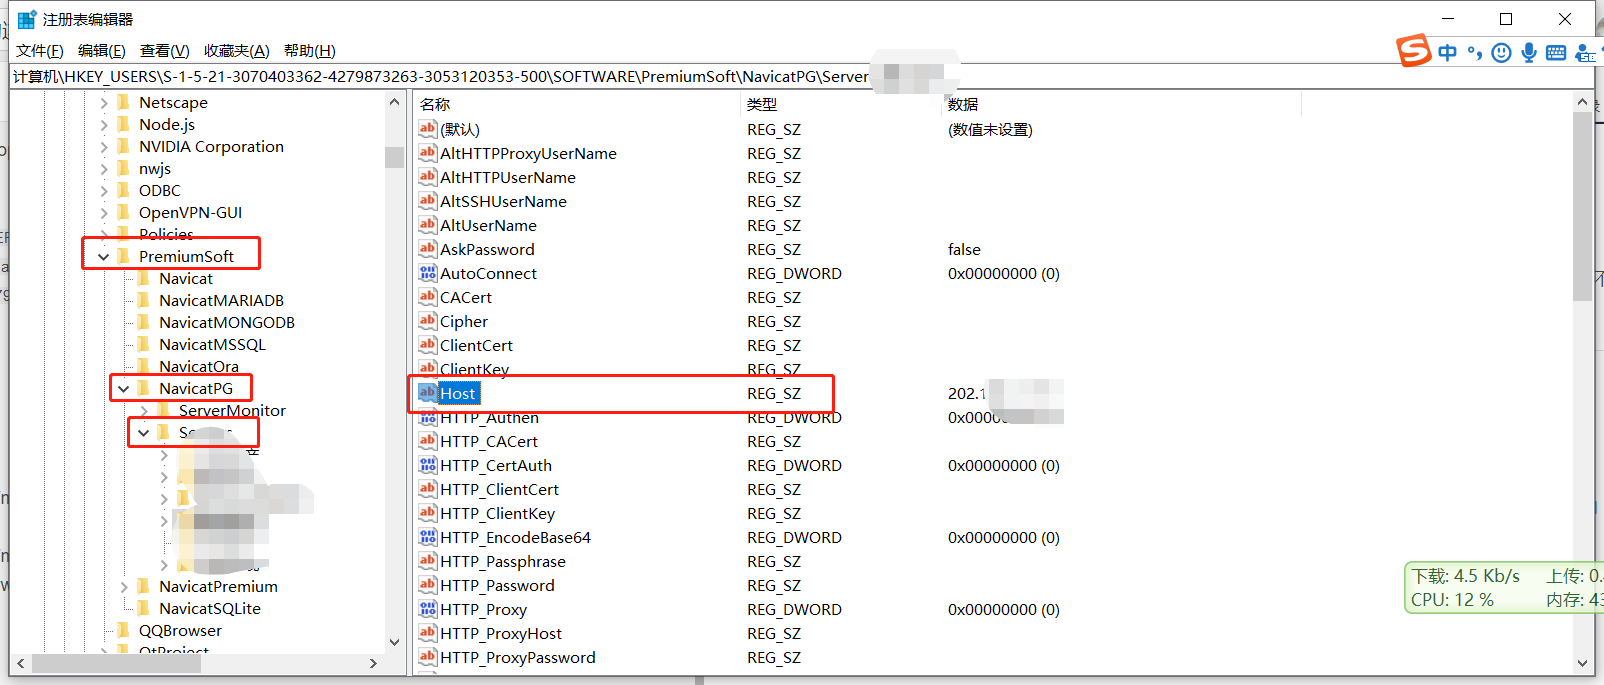 注册表编辑器
文件(F) 编辑(E) 查看(V) 收藏夹(A) 帮助(H)
中
计算机\HKEY_USERS\S-1-5-21-3070403362-4279873263-3053120353-500\SOFTWARE\PremiumSoft\NavicatPG\Server
Netscape
Node.js
NVIDIA Corporation
nwjs
ODBC
OpenVPN-GUI
Policies
PremiumSoft
Navicat
NavicatMARIADB
NavicatMONGODB
NavicatMSSQL
NavicatOra
NavicatPG
ServerMonitor
NavicatPremium
NavicatSQLite
QQBrowser
QtProject
名称 类型 数据
(默认) REG_SZ (数值未设置)
AltHTTPProxyUserName REG_SZ
AltHTTPUserName REG_SZ
AltSSHUserName REG_SZ
AltUserName REG_SZ
AskPassword REG_SZ false
AutoConnect REG_DWORD 0x00000000 (0)
CACert REG_SZ
Cipher REG_SZ
ClientCert REG_SZ
ClientKey REG_SZ
Host REG_SZ 202.1
HTTP_Authen REG_DWORD 0x0000
HTTP_CACert REG_SZ
HTTP_CertAuth REG_DWORD 0x00000000 (0)
HTTP_ClientCert REG_SZ
HTTP_ClientKey REG_SZ
HTTP_EncodeBase64 REG_DWORD 0x00000000 (0)
HTTP_Passphrase REG_SZ
HTTP_Password REG_SZ
HTTP_Proxy REG_DWORD 0x00000000 (0)
HTTP_ProxyHost REG_SZ
HTTP_ProxyPassword REG_SZ
下载: 4.5 Kb/s 上传: 0.
CPU: 12 % 内存: 43